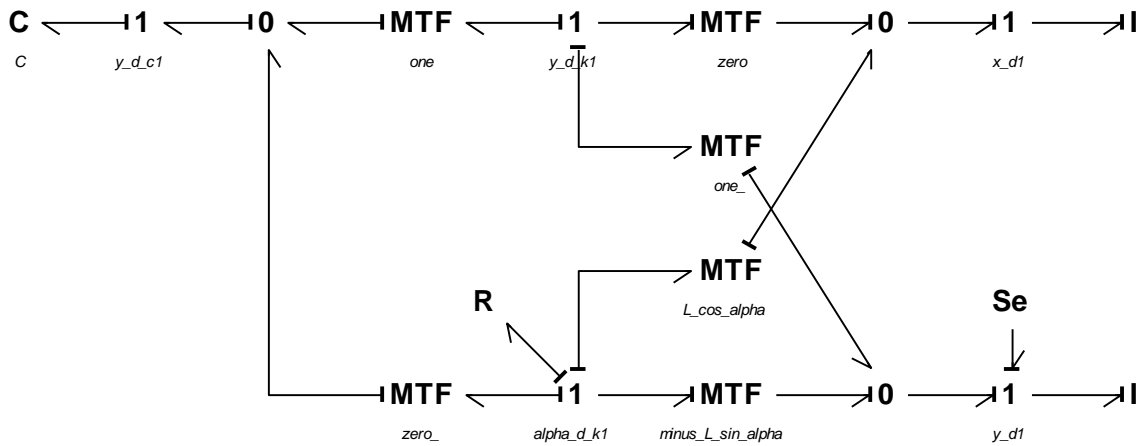 C 1 0 MTF 1 MTF 0 1 I
C y_d_c1 one y_d_k1 zero x_d1
MTF
one_
MTF
L_cos_alpha
R Se
MTF 1 MTF 0 1 I
zero_ alpha_d_k1 minus_L_sin_alpha y_d1